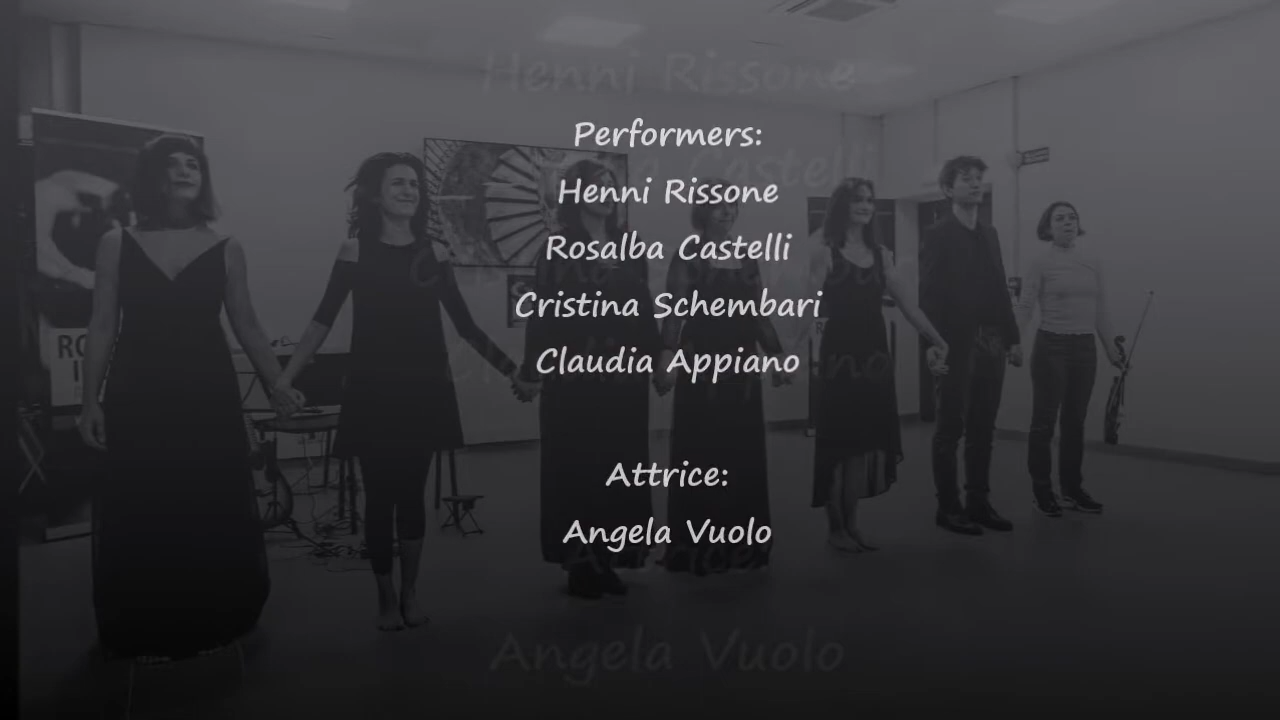 Performers:
Henni Rissone
Rosalba Castelli
Cristina Schembari
Claudia Appiano
Attrice:
Angela Vuolo